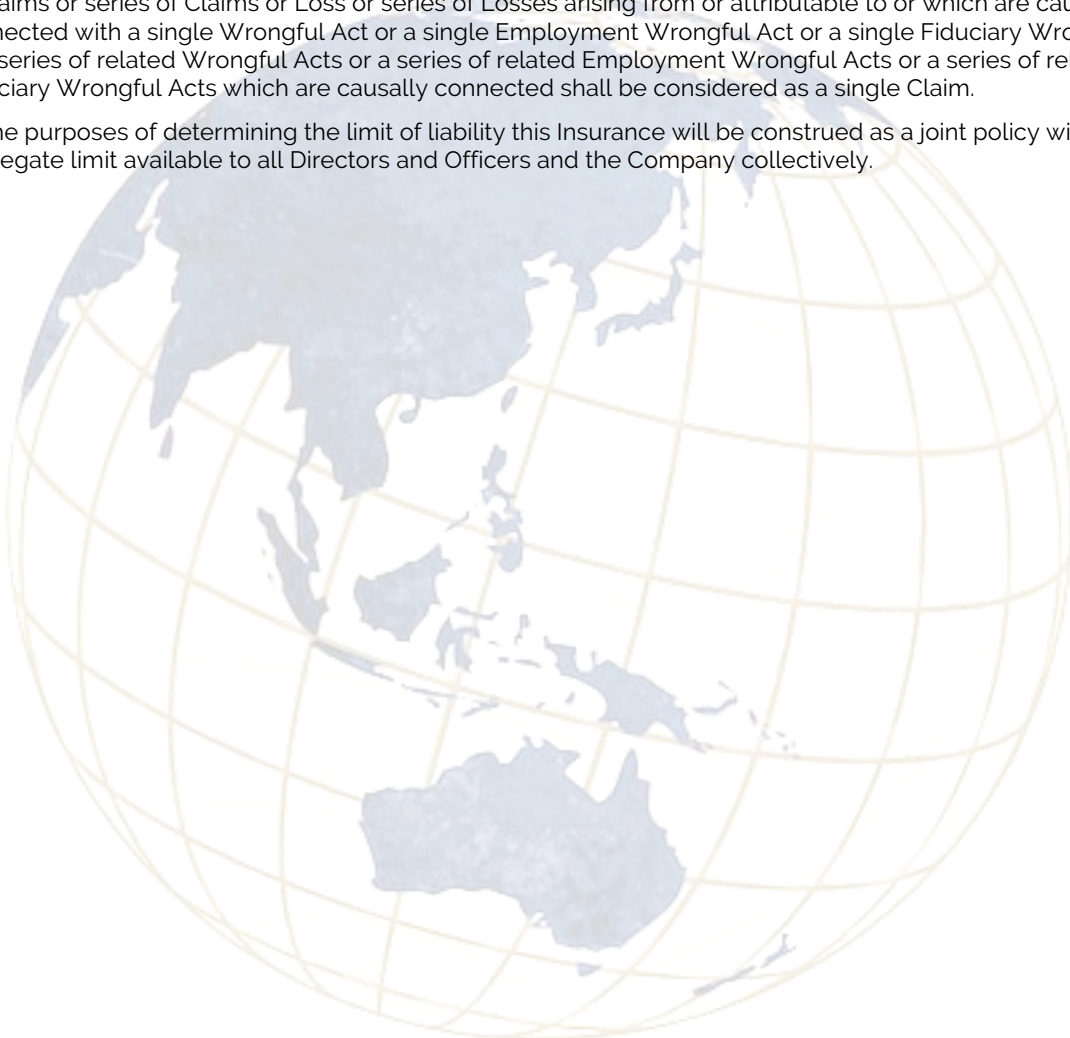 aims or series of Claims or Loss or series of Losses arising from or attributable to or which are cau
nected with a single Wrongful Act or a single Employment Wrongful Act or a single Fiduciary Wro
series of related Wrongful Acts or a series of related Employment Wrongful Acts or a series of re
ciary Wrongful Acts which are causally connected shall be considered as a single Claim.
he purposes of determining the limit of liability this Insurance will be construed as a joint policy wi
egate limit available to all Directors and Officers and the Company collectively.